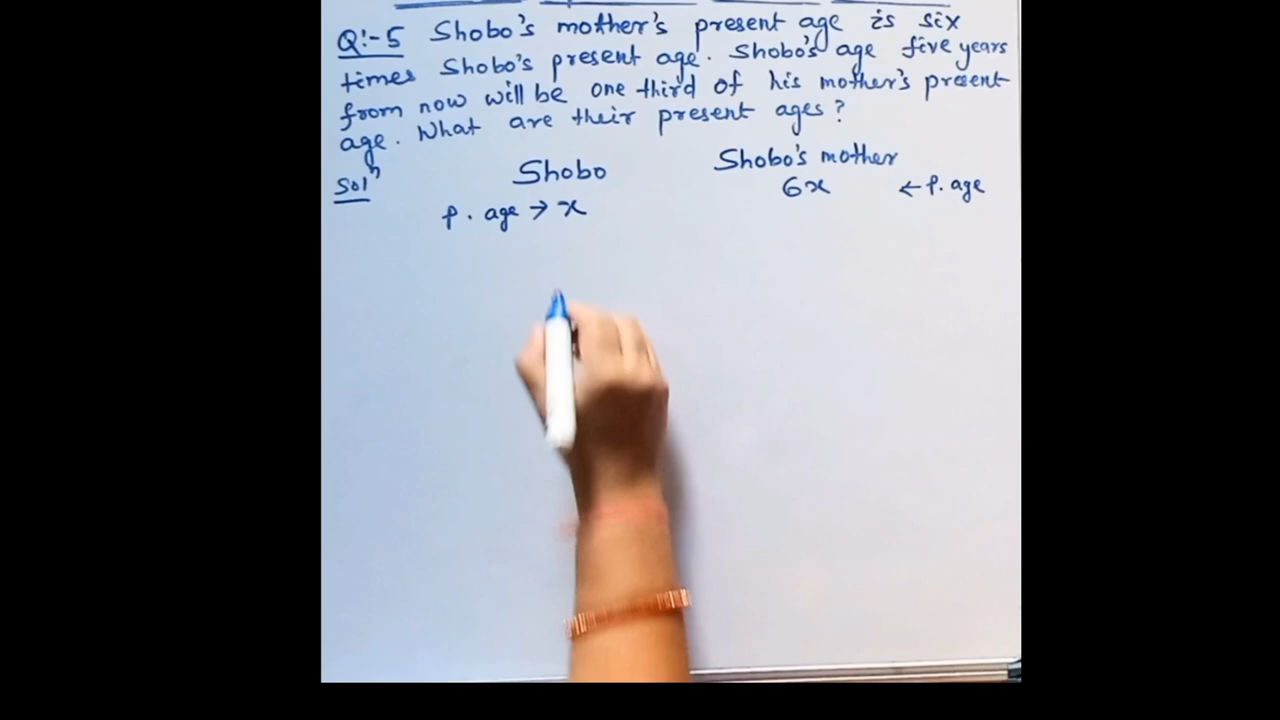 Q:-5 Shobo's mother's present age is six
times Shobo's present age. Shobo's age five years
from now will be one third of his mother's present
age. What are their present ages?
Solⁿ Shobo Shobo's mother
p. age → x 6x ← p. age